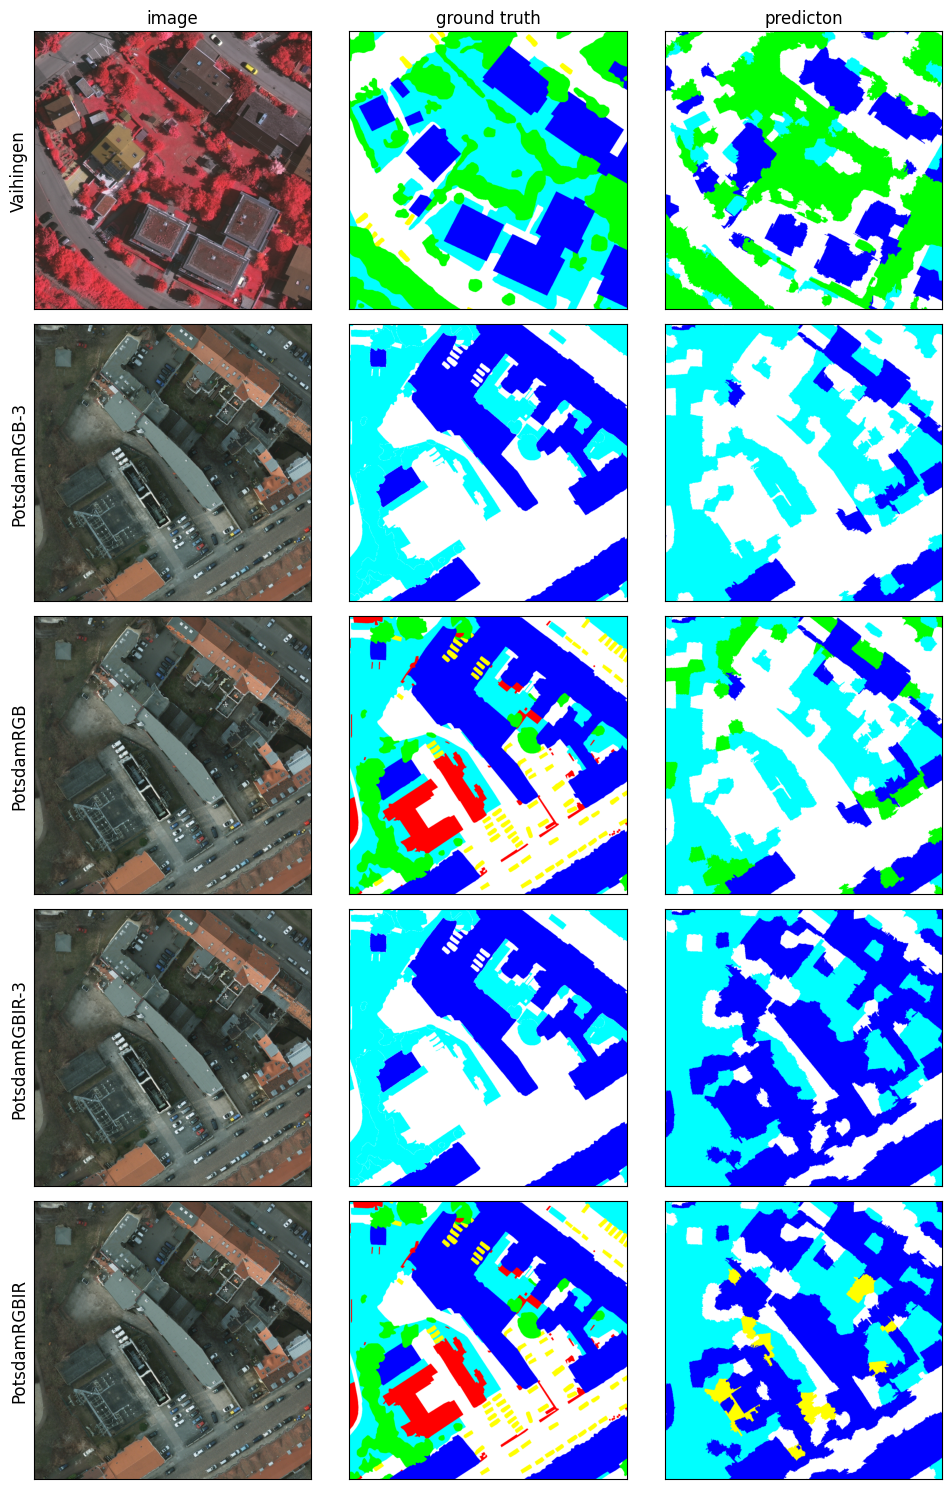 image
ground truth
predicton
Vaihingen
PotsdamRGB-3
PotsdamRGB
PotsdamRGBIR-3
PotsdamRGBIR